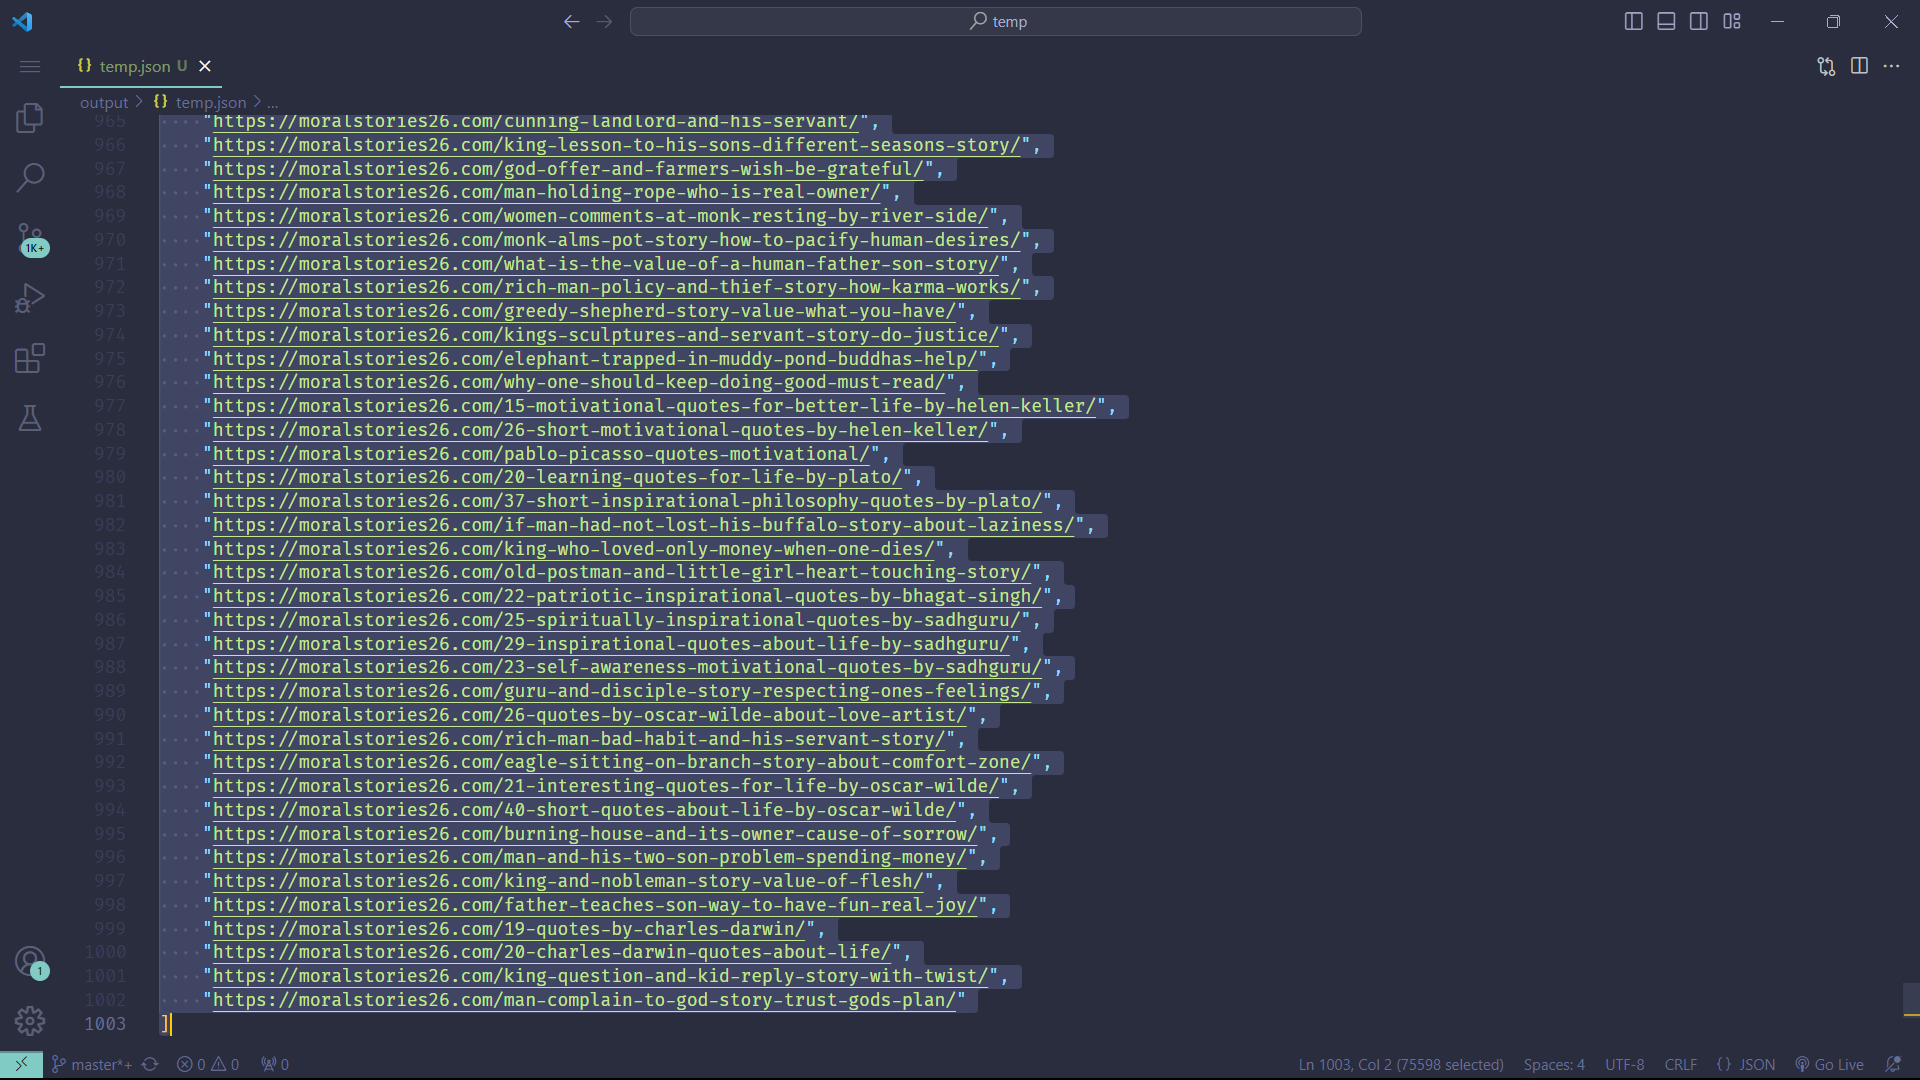 temp
{} temp.json U
output > {} temp.json > ...
965 "https://moralstories26.com/cunning-landlord-and-his-servant/",
966 "https://moralstories26.com/king-lesson-to-his-sons-different-seasons-story/",
967 "https://moralstories26.com/god-offer-and-farmers-wish-be-grateful/",
968 "https://moralstories26.com/man-holding-rope-who-is-real-owner/",
969 "https://moralstories26.com/women-comments-at-monk-resting-by-river-side/",
970 "https://moralstories26.com/monk-alms-pot-story-how-to-pacify-human-desires/",
971 "https://moralstories26.com/what-is-the-value-of-a-human-father-son-story/",
972 "https://moralstories26.com/rich-man-policy-and-thief-story-how-karma-works/",
973 "https://moralstories26.com/greedy-shepherd-story-value-what-you-have/",
974 "https://moralstories26.com/kings-sculptures-and-servant-story-do-justice/",
975 "https://moralstories26.com/elephant-trapped-in-muddy-pond-buddhas-help/",
976 "https://moralstories26.com/why-one-should-keep-doing-good-must-read/",
977 "https://moralstories26.com/15-motivational-quotes-for-better-life-by-helen-keller/",
978 "https://moralstories26.com/26-short-motivational-quotes-by-helen-keller/",
979 "https://moralstories26.com/pablo-picasso-quotes-motivational/",
980 "https://moralstories26.com/20-learning-quotes-for-life-by-plato/",
981 "https://moralstories26.com/37-short-inspirational-philosophy-quotes-by-plato/",
982 "https://moralstories26.com/if-man-had-not-lost-his-buffalo-story-about-laziness/",
983 "https://moralstories26.com/king-who-loved-only-money-when-one-dies/",
984 "https://moralstories26.com/old-postman-and-little-girl-heart-touching-story/",
985 "https://moralstories26.com/22-patriotic-inspirational-quotes-by-bhagat-singh/",
986 "https://moralstories26.com/25-spiritually-inspirational-quotes-by-sadhguru/",
987 "https://moralstories26.com/29-inspirational-quotes-about-life-by-sadhguru/",
988 "https://moralstories26.com/23-self-awareness-motivational-quotes-by-sadhguru/",
989 "https://moralstories26.com/guru-and-disciple-story-respecting-ones-feelings/",
990 "https://moralstories26.com/26-quotes-by-oscar-wilde-about-love-artist/",
991 "https://moralstories26.com/rich-man-bad-habit-and-his-servant-story/",
992 "https://moralstories26.com/eagle-sitting-on-branch-story-about-comfort-zone/",
993 "https://moralstories26.com/21-interesting-quotes-for-life-by-oscar-wilde/",
994 "https://moralstories26.com/40-short-quotes-about-life-by-oscar-wilde/",
995 "https://moralstories26.com/burning-house-and-its-owner-cause-of-sorrow/",
996 "https://moralstories26.com/man-and-his-two-son-problem-spending-money/",
997 "https://moralstories26.com/king-and-nobleman-story-value-of-flesh/",
998 "https://moralstories26.com/father-teaches-son-way-to-have-fun-real-joy/",
999 "https://moralstories26.com/19-quotes-by-charles-darwin/",
1000 "https://moralstories26.com/20-charles-darwin-quotes-about-life/",
1001 "https://moralstories26.com/king-question-and-kid-reply-story-with-twist/",
1002 "https://moralstories26.com/man-complain-to-god-story-trust-gods-plan/"
1003 ]
1K+
1
master*+ 0 0 0 Ln 1003, Col 2 (75598 selected) Spaces: 4 UTF-8 CRLF {} JSON Go Live